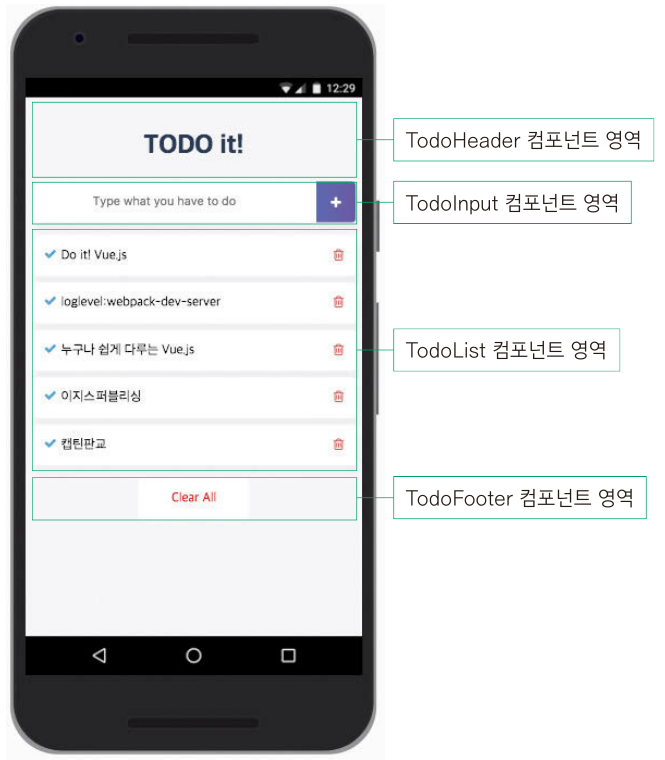 12:29
TODO it!
TodoHeader 컴포넌트 영역
Type what you have to do
+
TodoInput 컴포넌트 영역
Do it! Vue.js
loglevel:webpack-dev-server
누구나 쉽게 다루는 Vue.js
TodoList 컴포넌트 영역
이지스퍼블리싱
캡틴판교
Clear All
TodoFooter 컴포넌트 영역